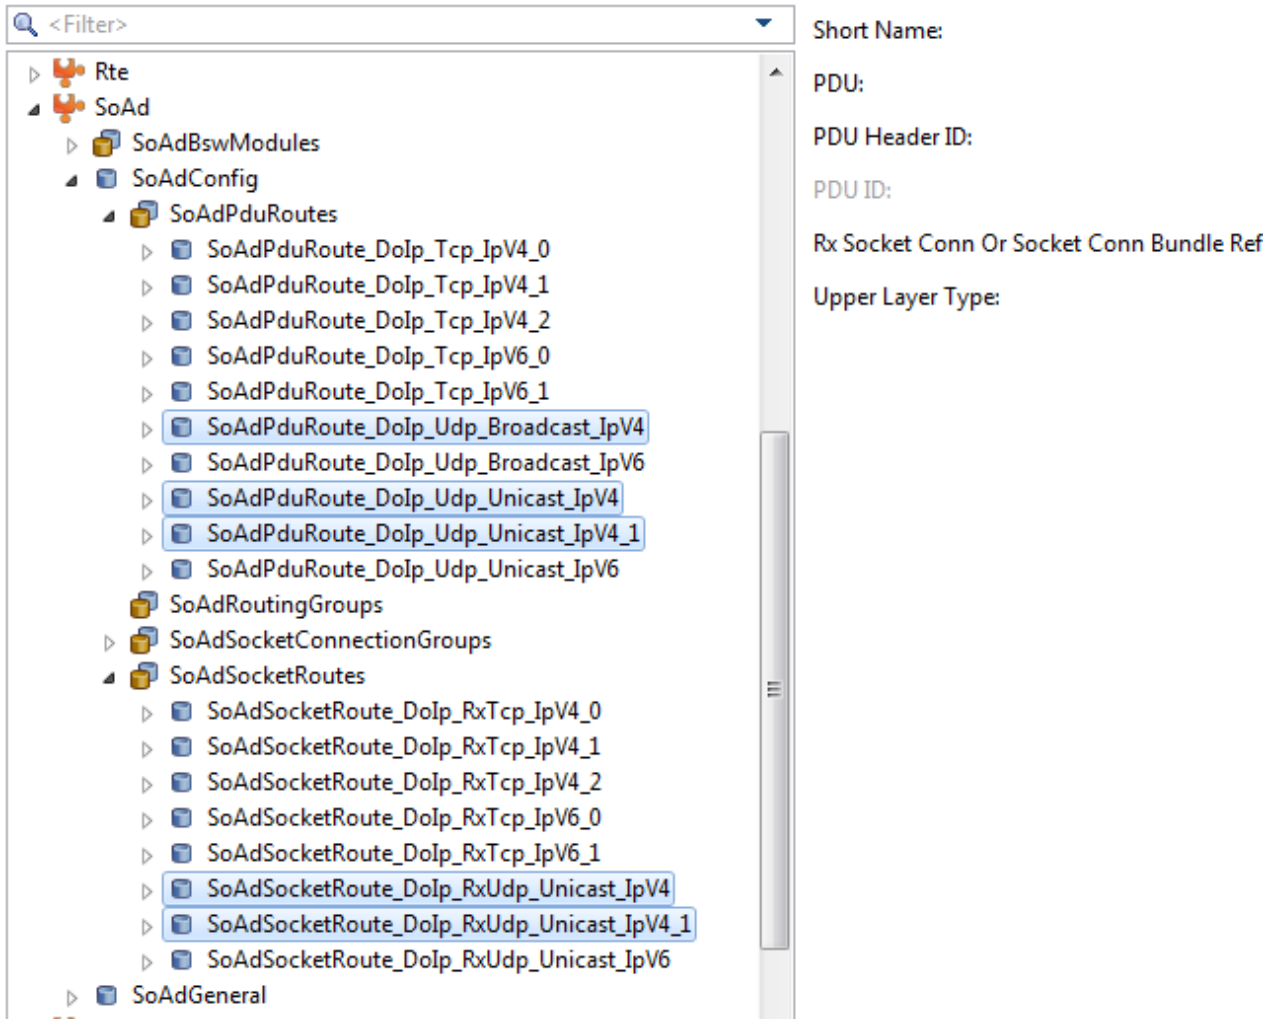 <Filter>
Rte
SoAd
SoAdBswModules
SoAdConfig
SoAdPduRoutes
SoAdPduRoute_DoIp_Tcp_IpV4_0
SoAdPduRoute_DoIp_Tcp_IpV4_1
SoAdPduRoute_DoIp_Tcp_IpV4_2
SoAdPduRoute_DoIp_Tcp_IpV6_0
SoAdPduRoute_DoIp_Tcp_IpV6_1
SoAdPduRoute_DoIp_Udp_Broadcast_IpV4
SoAdPduRoute_DoIp_Udp_Broadcast_IpV6
SoAdPduRoute_DoIp_Udp_Unicast_IpV4
SoAdPduRoute_DoIp_Udp_Unicast_IpV4_1
SoAdPduRoute_DoIp_Udp_Unicast_IpV6
SoAdRoutingGroups
SoAdSocketConnectionGroups
SoAdSocketRoutes
SoAdSocketRoute_DoIp_RxTcp_IpV4_0
SoAdSocketRoute_DoIp_RxTcp_IpV4_1
SoAdSocketRoute_DoIp_RxTcp_IpV4_2
SoAdSocketRoute_DoIp_RxTcp_IpV6_0
SoAdSocketRoute_DoIp_RxTcp_IpV6_1
SoAdSocketRoute_DoIp_RxUdp_Unicast_IpV4
SoAdSocketRoute_DoIp_RxUdp_Unicast_IpV4_1
SoAdSocketRoute_DoIp_RxUdp_Unicast_IpV6
SoAdGeneral
Short Name:
PDU:
PDU Header ID:
PDU ID:
Rx Socket Conn Or Socket Conn Bundle Ref
Upper Layer Type: